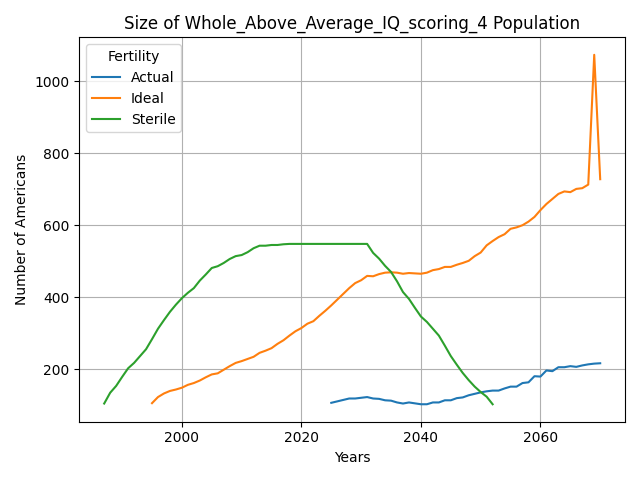 Size of Whole_Above_Average_IQ_scoring_4 Population
Fertility
Actual
Ideal
Sterile
Number of Americans
1000
800
600
400
200
2000
2020
2040
2060
Years